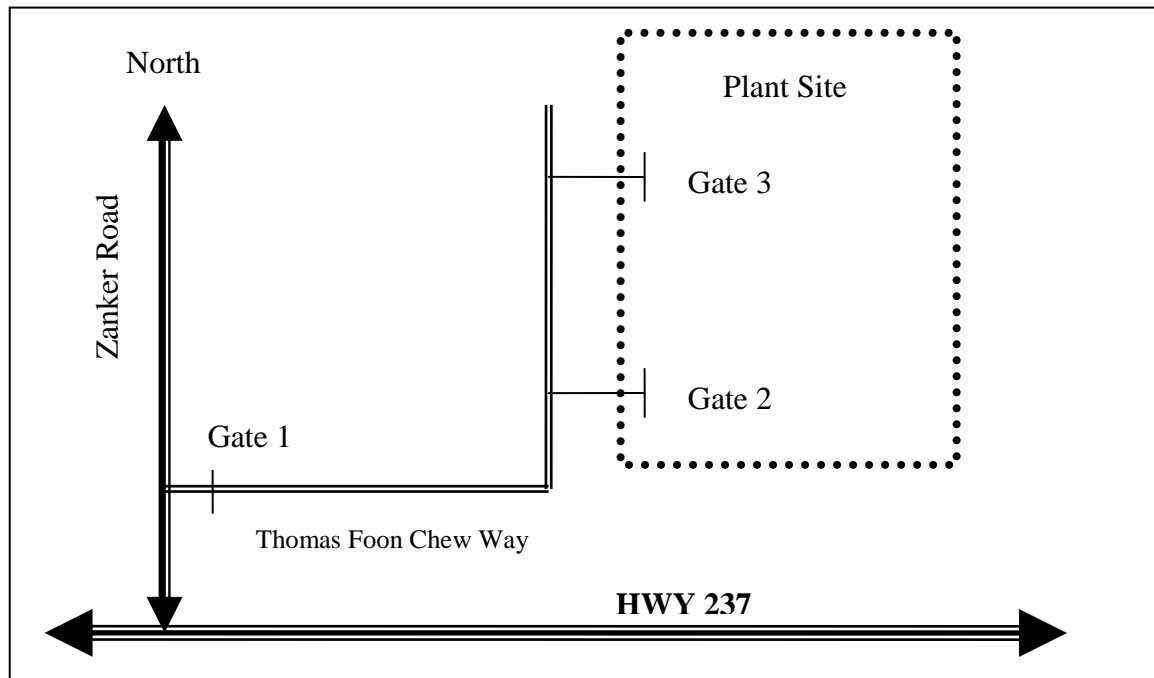 North
Plant Site
Zanker Road
Gate 3
Gate 2
Gate 1
Thomas Foon Chew Way
HWY 237